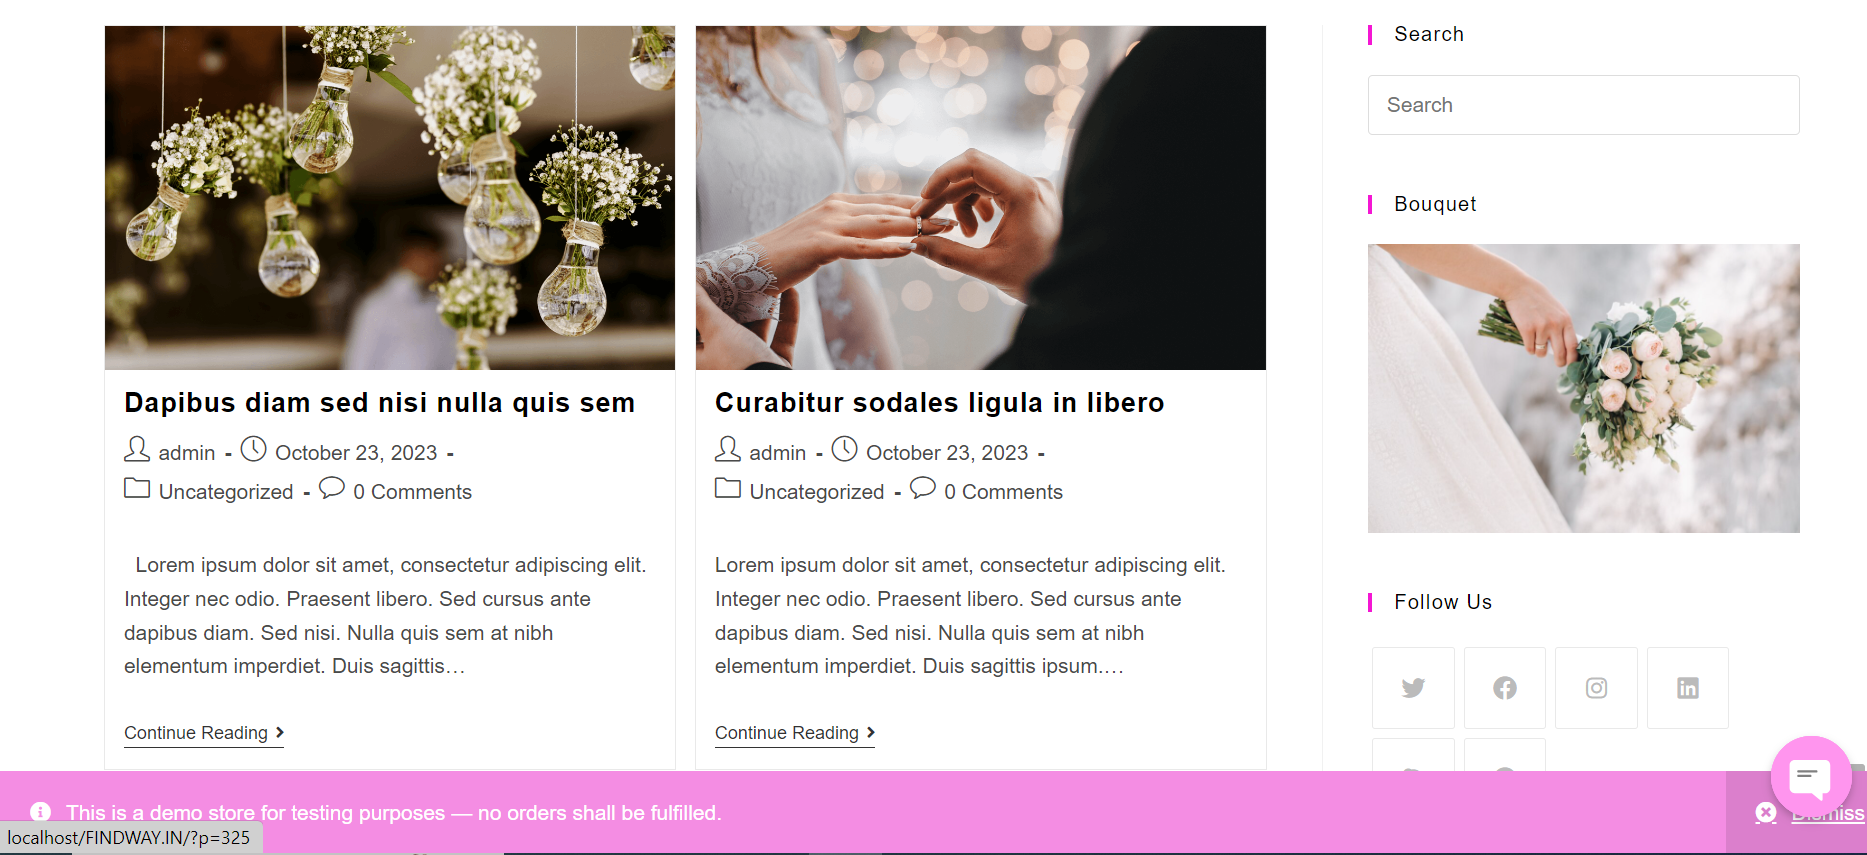 Dapibus diam sed nisi nulla quis sem
admin - October 23, 2023 -
Uncategorized - 0 Comments
Lorem ipsum dolor sit amet, consectetur adipiscing elit.
Integer nec odio. Praesent libero. Sed cursus ante
dapibus diam. Sed nisi. Nulla quis sem at nibh
elementum imperdiet. Duis sagittis…
Continue Reading
Curabitur sodales ligula in libero
admin - October 23, 2023 -
Uncategorized - 0 Comments
Lorem ipsum dolor sit amet, consectetur adipiscing elit.
Integer nec odio. Praesent libero. Sed cursus ante
dapibus diam. Sed nisi. Nulla quis sem at nibh
elementum imperdiet. Duis sagittis ipsum.…
Continue Reading
Search
Search
Bouquet
Follow Us
This is a demo store for testing purposes — no orders shall be fulfilled.
Dismiss
localhost/FINDWAY.IN/?p=325